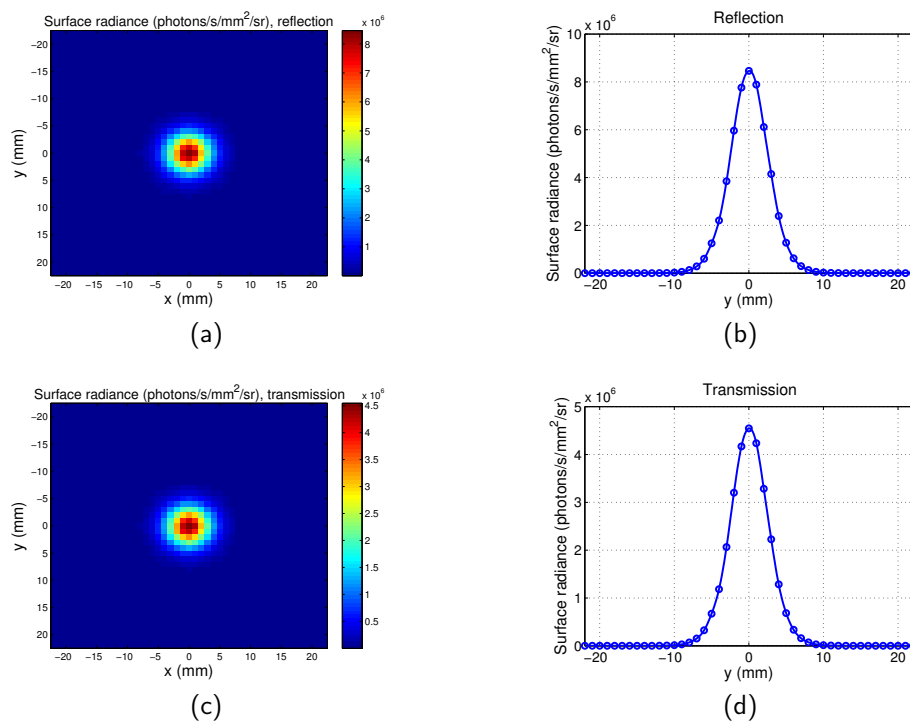 Surface radiance (photons/s/mm²/sr), reflection
x 10⁶
−20
−15
−10
−5
0
5
10
15
20
y (mm)
−20 −15 −10 −5 0 5 10 15 20
x (mm)
8
7
6
5
4
3
2
1
(a)
Reflection
x 10⁶
10
8
6
4
2
0
Surface radiance (photons/s/mm²/sr)
−20 −10 0 10 20
y (mm)
(b)
Surface radiance (photons/s/mm²/sr), transmission
x 10⁶
−20
−15
−10
−5
0
5
10
15
20
y (mm)
−20 −15 −10 −5 0 5 10 15 20
x (mm)
4.5
4
3.5
3
2.5
2
1.5
1
0.5
(c)
Transmission
x 10⁶
5
4
3
2
1
0
Surface radiance (photons/s/mm²/sr)
−20 −10 0 10 20
y (mm)
(d)